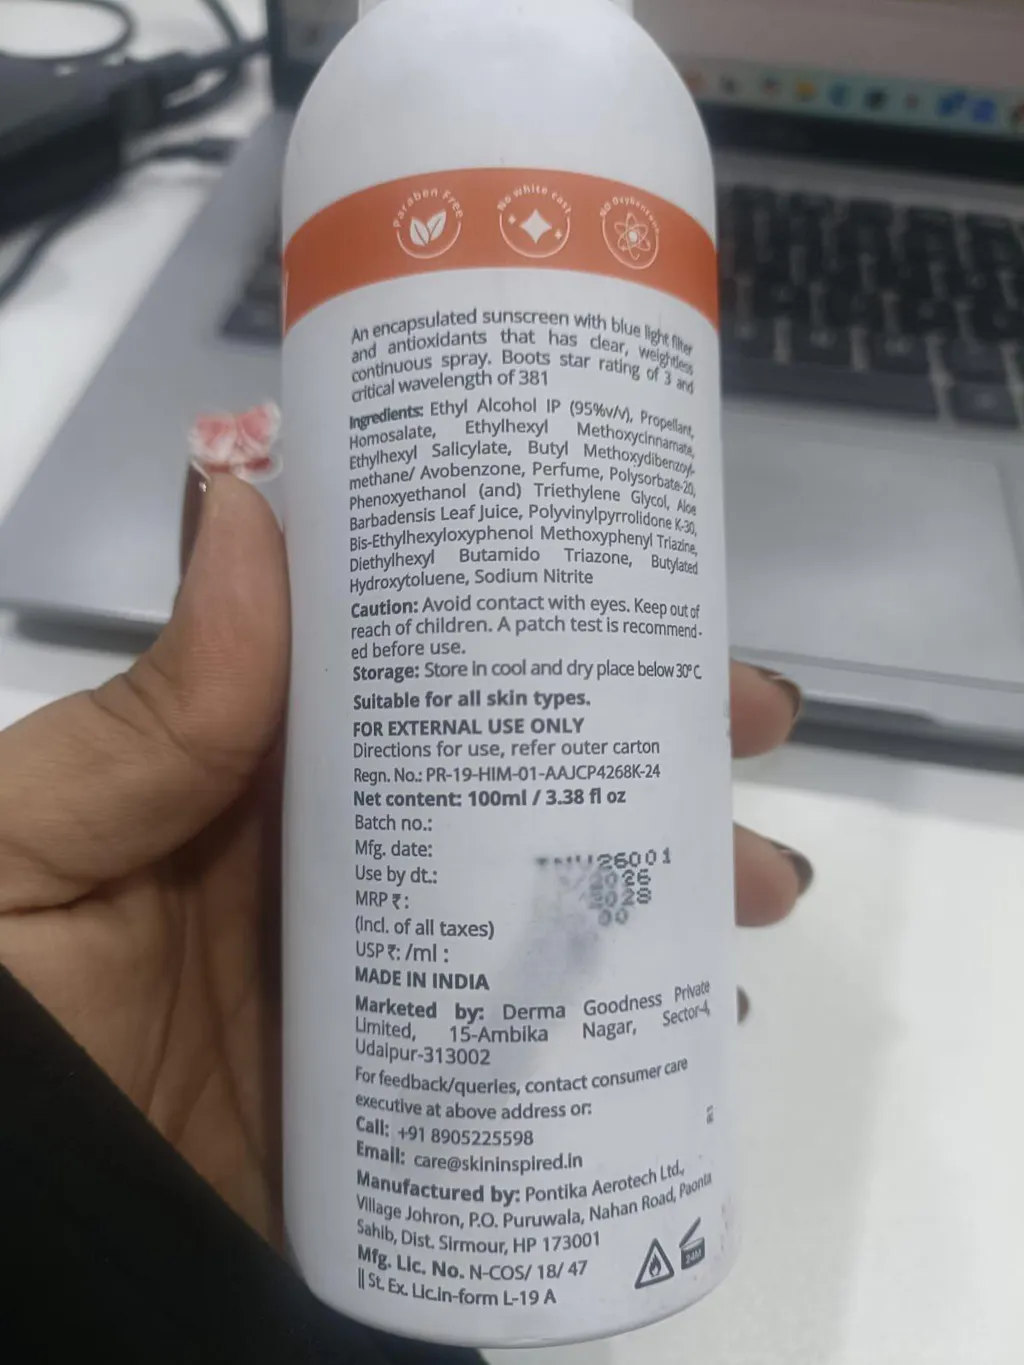 Paraben Free
No white cast
No Oxybenzone
An encapsulated sunscreen with blue light filter
and antioxidants that has clear, weightless
continuous spray. Boots star rating of 3 and
critical wavelength of 381
Ingredients: Ethyl Alcohol IP (95%v/v), Propellant,
Homosalate, Ethylhexyl Methoxycinnamate,
Ethylhexyl Salicylate, Butyl Methoxydibenzoyl-
methane/ Avobenzone, Perfume, Polysorbate-20,
Phenoxyethanol (and) Triethylene Glycol, Aloe
Barbadensis Leaf Juice, Polyvinylpyrrolidone K-30,
Bis-Ethylhexyloxyphenol Methoxyphenyl Triazine,
Diethylhexyl Butamido Triazone, Butylated
Hydroxytoluene, Sodium Nitrite
Caution: Avoid contact with eyes. Keep out of
reach of children. A patch test is recommend-
ed before use.
Storage: Store in cool and dry place below 30°C
Suitable for all skin types.
FOR EXTERNAL USE ONLY
Directions for use, refer outer carton
Regn. No.: PR-19-HIM-01-AAJCP4268K-24
Net content: 100ml / 3.38 fl oz
Batch no.:
Mfg. date:
Use by dt.:
MRP ₹:
(Incl. of all taxes)
USP ₹: /ml :
MADE IN INDIA
Marketed by: Derma Goodness Private
Limited, 15-Ambika Nagar, Sector-4,
Udaipur-313002
For feedback/queries, contact consumer care
executive at above address or:
Call: +91 8905225598
Email: care@skininspired.in
Manufactured by: Pontika Aerotech Ltd.,
Village Johron, P.O. Puruwala, Nahan Road, Paonta
Sahib, Dist. Sirmour, HP 173001
Mfg. Lic. No. N-COS/ 18/ 47
|| St. Ex. Lic.in-form L-19 A
24M